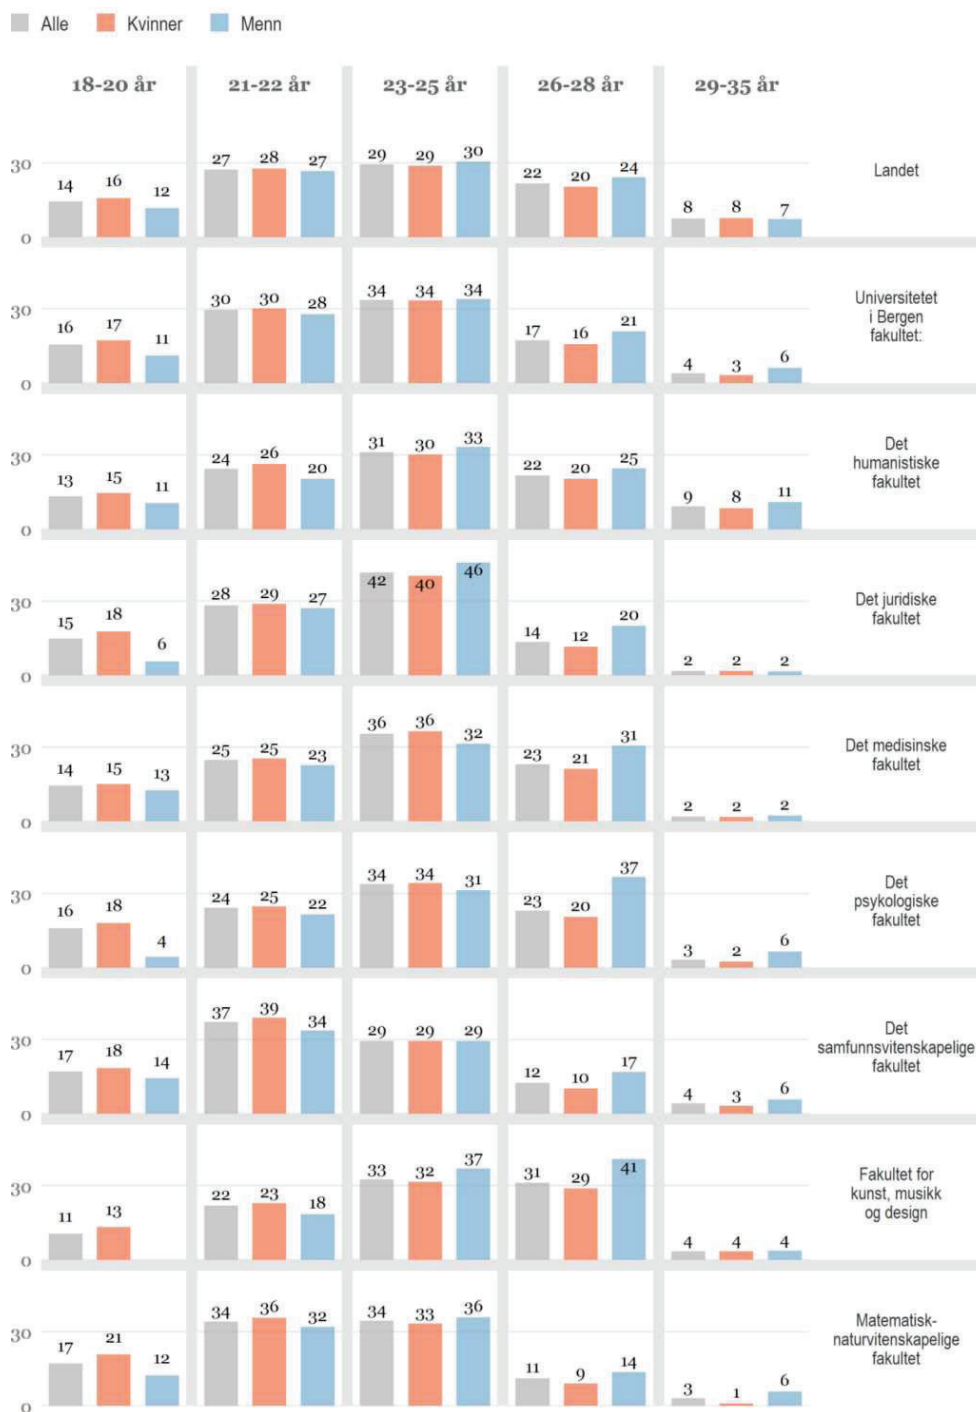 Alle Kvinner Menn
18-20 år 21-22 år 23-25 år 26-28 år 29-35 år
27 28 27 29 29 30
30 14 16 12 22 20 24 8 8 7 Landet
0
30 30 28 34 34 34 Universitetet
30 16 17 11 17 16 21 4 3 6 i Bergen
fakultet:
0
24 26 20 31 30 33 22 20 25 Det
30 13 15 11 9 8 11 humanistiske
fakultet
0
28 29 27 42 40 46
30 15 18 6 14 12 20 2 2 2 Det juridiske
fakultet
0
25 25 23 36 36 32 23 21 31
30 14 15 13 2 2 2 Det medisinske
fakultet
0
24 25 22 34 34 31 23 20 37 Det
30 16 18 4 3 2 6 psykologiske
fakultet
0
37 39 34 29 29 29 Det
30 17 18 14 12 10 17 4 3 6 samfunnsvitenskapelige
fakultet
0
22 23 18 33 32 37 31 29 41 Fakultet for
30 11 13 4 4 4 kunst, musikk
og design
0
34 36 32 34 33 36 Matematisk-
30 17 21 12 11 9 14 3 1 6 naturvitenskapelige
fakultet
0